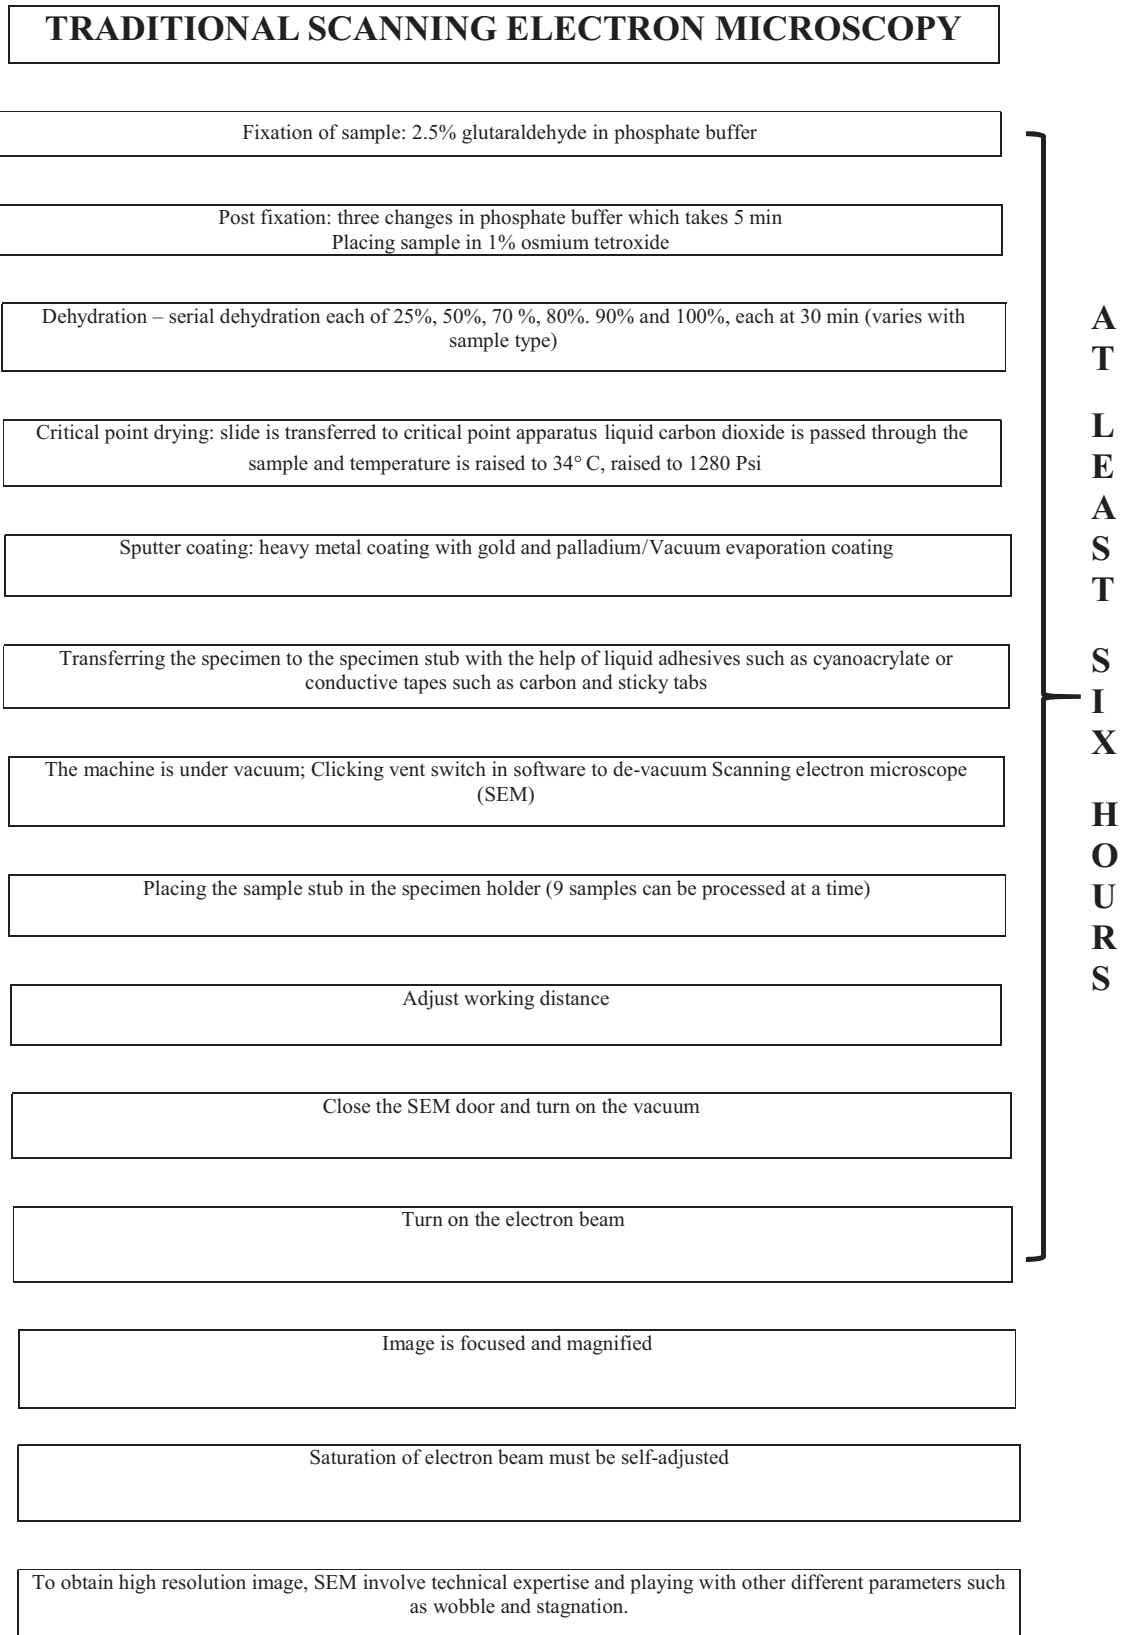 TRADITIONAL SCANNING ELECTRON MICROSCOPY
Fixation of sample: 2.5% glutaraldehyde in phosphate buffer
Post fixation: three changes in phosphate buffer which takes 5 min
Placing sample in 1% osmium tetroxide
Dehydration – serial dehydration each of 25%, 50%, 70 %, 80%. 90% and 100%, each at 30 min (varies with
sample type)
Critical point drying: slide is transferred to critical point apparatus liquid carbon dioxide is passed through the
sample and temperature is raised to 34° C, raised to 1280 Psi
Sputter coating: heavy metal coating with gold and palladium/Vacuum evaporation coating
Transferring the specimen to the specimen stub with the help of liquid adhesives such as cyanoacrylate or
conductive tapes such as carbon and sticky tabs
The machine is under vacuum; Clicking vent switch in software to de-vacuum Scanning electron microscope
(SEM)
Placing the sample stub in the specimen holder (9 samples can be processed at a time)
Adjust working distance
Close the SEM door and turn on the vacuum
Turn on the electron beam
Image is focused and magnified
Saturation of electron beam must be self-adjusted
To obtain high resolution image, SEM involve technical expertise and playing with other different parameters such
as wobble and stagnation.
AT LEAST SIX HOURS